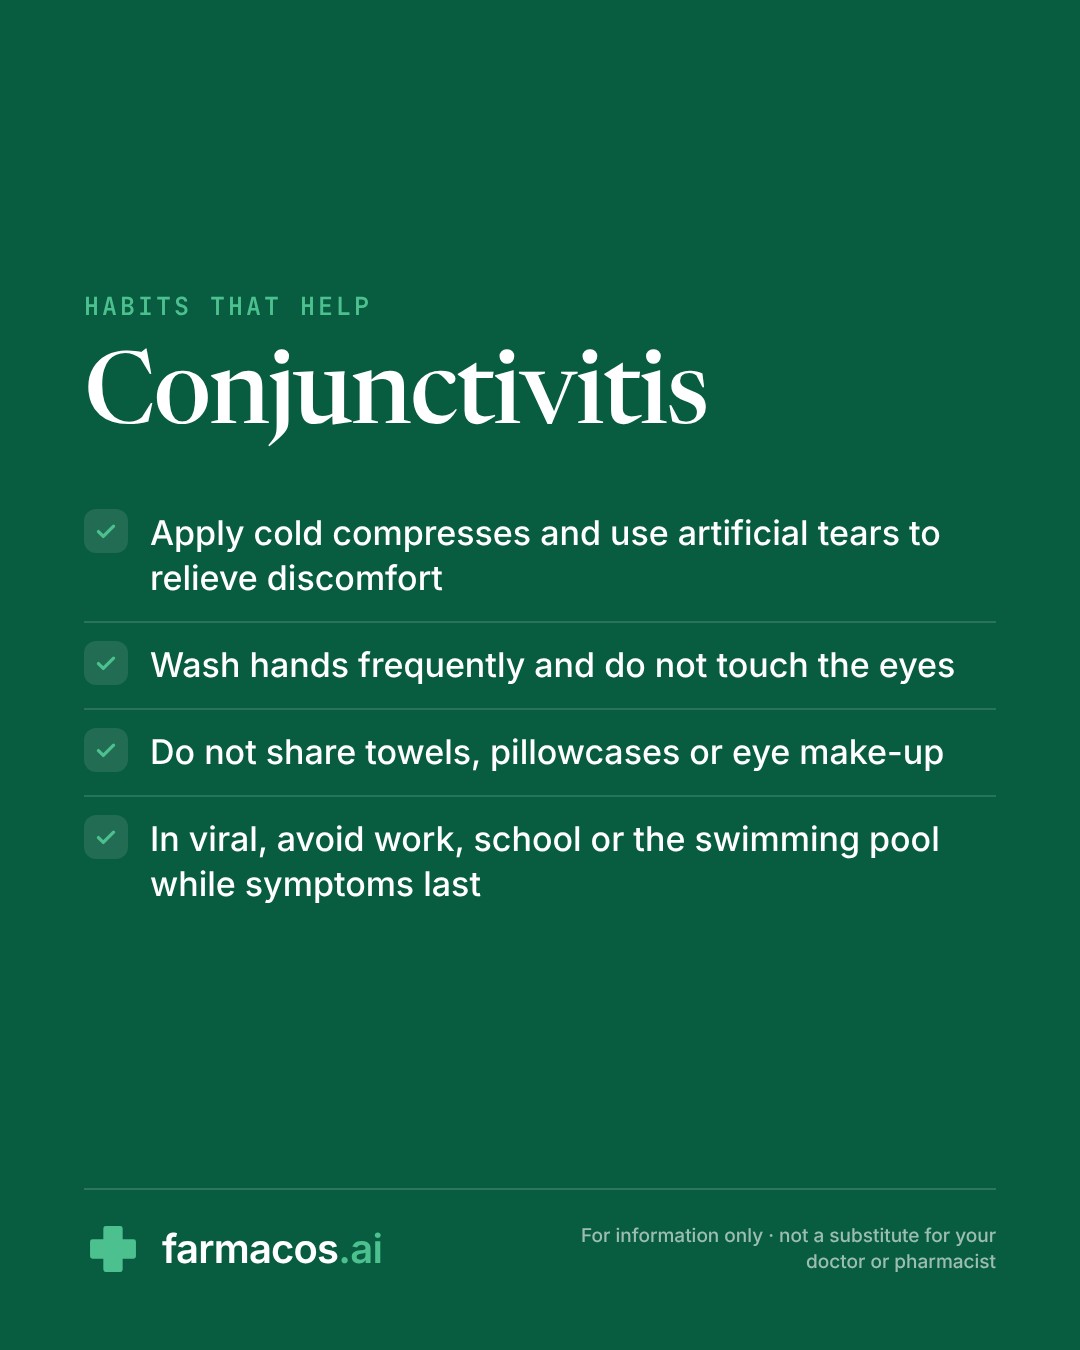 HABITS THAT HELP
Conjunctivitis
Apply cold compresses and use artificial tears to
relieve discomfort
Wash hands frequently and do not touch the eyes
Do not share towels, pillowcases or eye make-up
In viral, avoid work, school or the swimming pool
while symptoms last
farmacos.ai
For information only · not a substitute for your
doctor or pharmacist